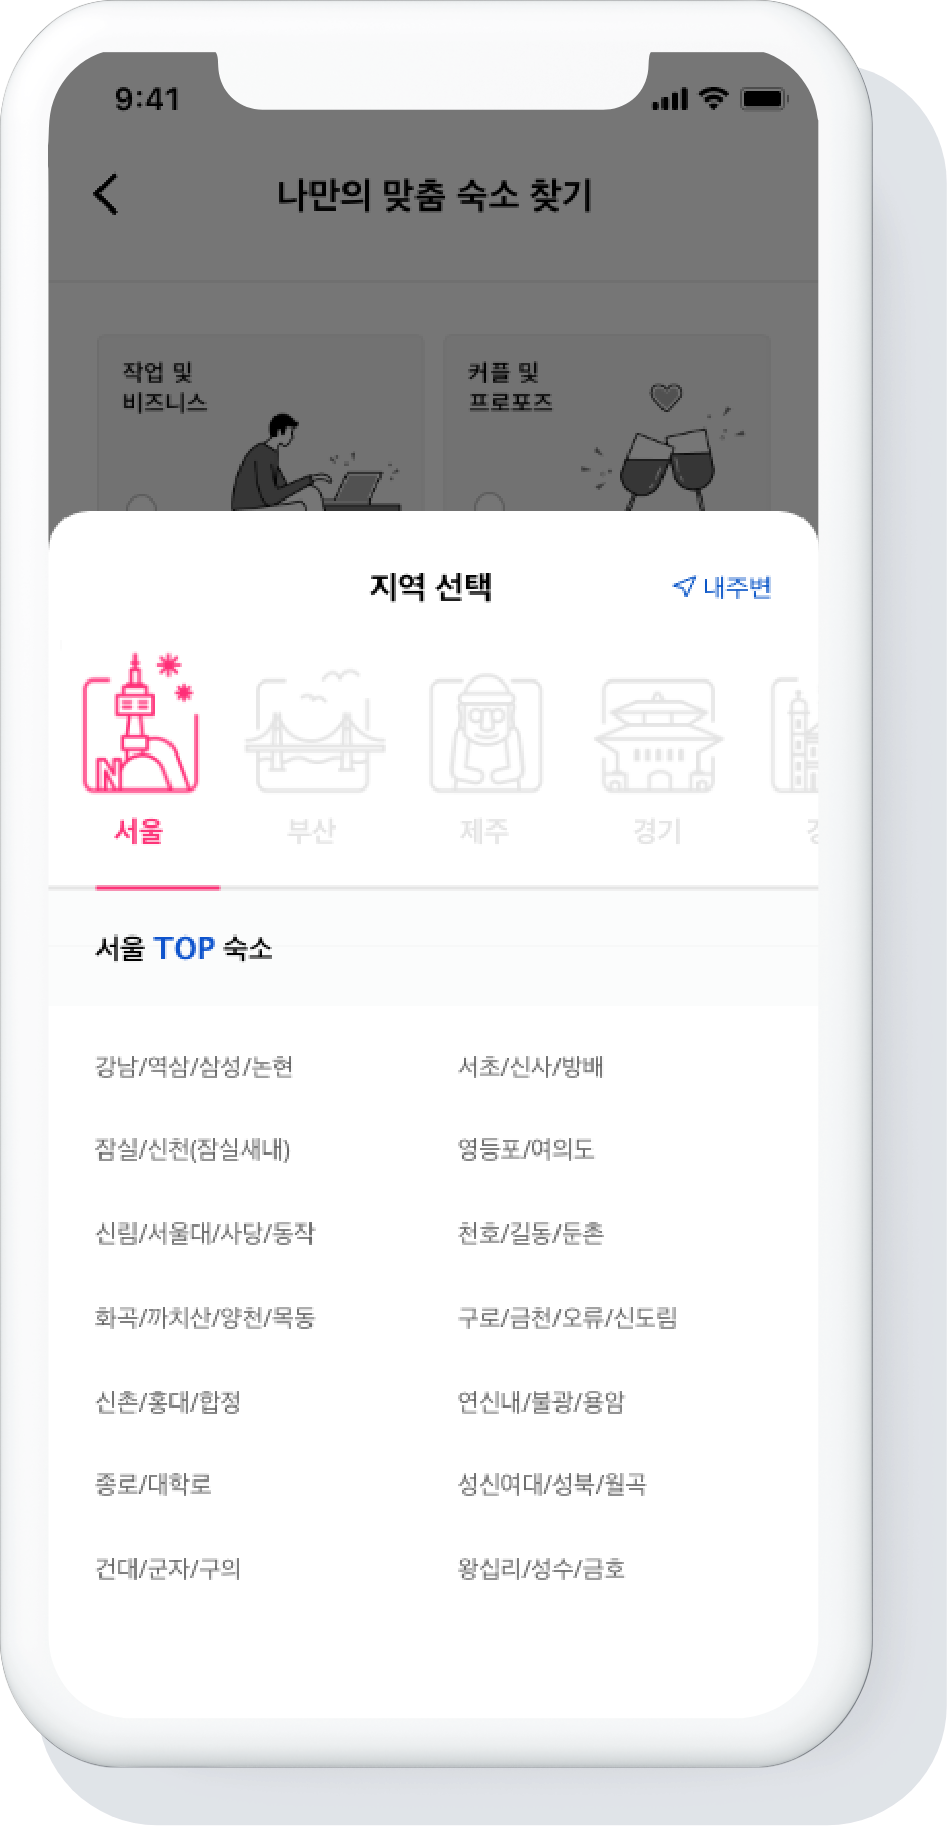 9:41
나만의 맞춤 숙소 찾기
작업 및
비즈니스
커플 및
프로포즈
지역 선택
내주변
서울
부산
제주
경기
서울 TOP 숙소
강남/역삼/삼성/논현
서초/신사/방배
잠실/신천(잠실새내)
영등포/여의도
신림/서울대/사당/동작
천호/길동/둔촌
화곡/까치산/양천/목동
구로/금천/오류/신도림
신촌/홍대/합정
연신내/불광/용암
종로/대학로
성신여대/성북/월곡
건대/군자/구의
왕십리/성수/금호